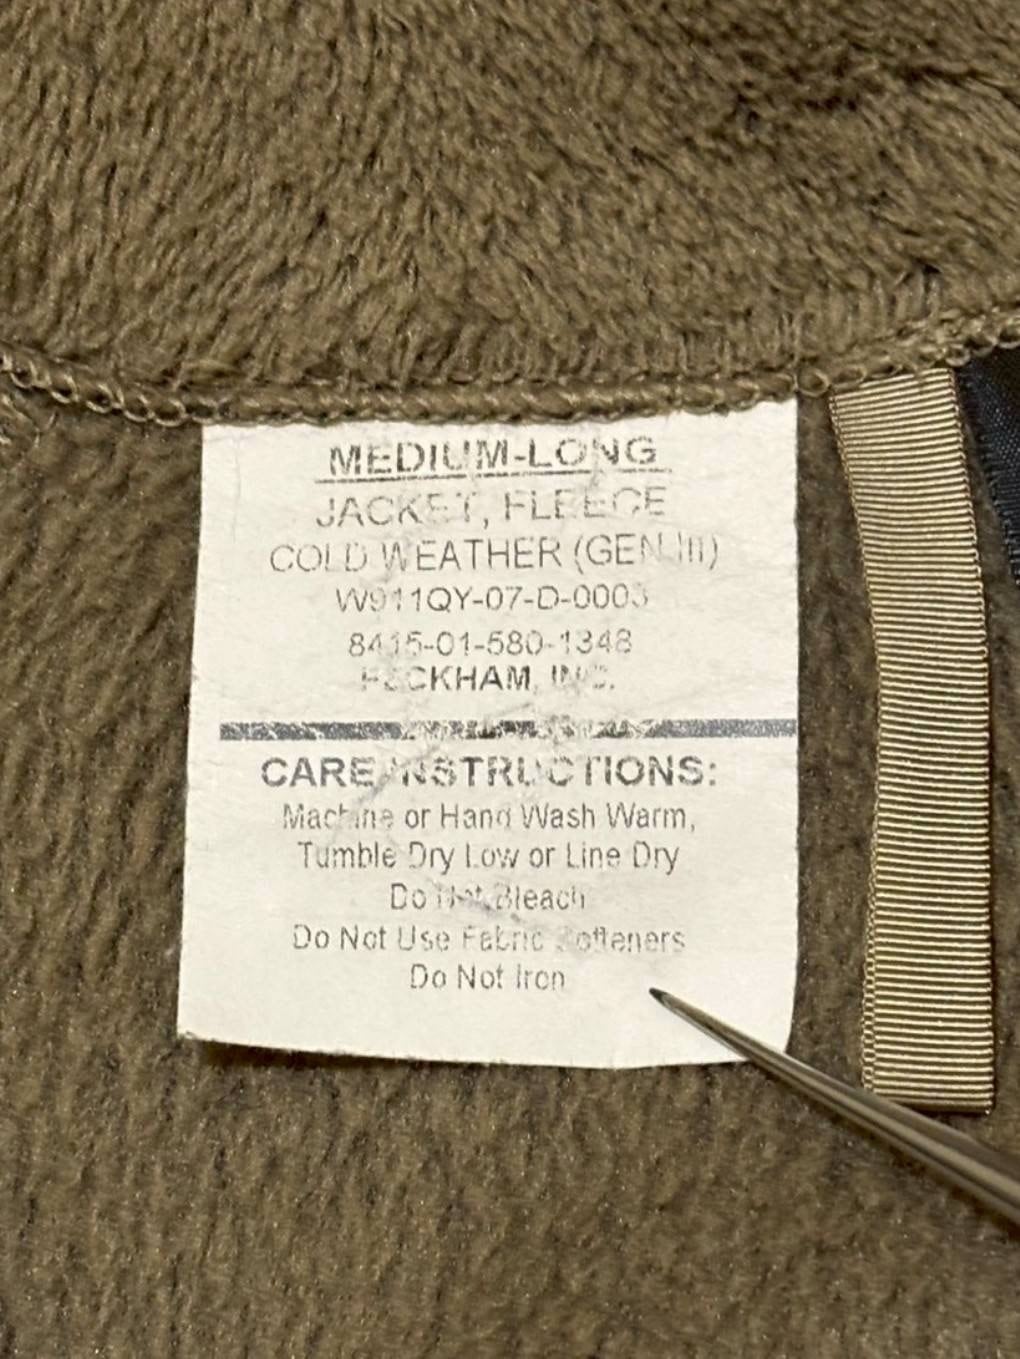 MEDIUM-LONG
JACKET, FLEECE
COLD WEATHER (GEN III)
W911QY-07-D-0003
8415-01-580-1348
PECKHAM, INC.
CARE INSTRUCTIONS:
Machine or Hand Wash Warm,
Tumble Dry Low or Line Dry
Do Not Bleach
Do Not Use Fabric Softeners
Do Not Iron